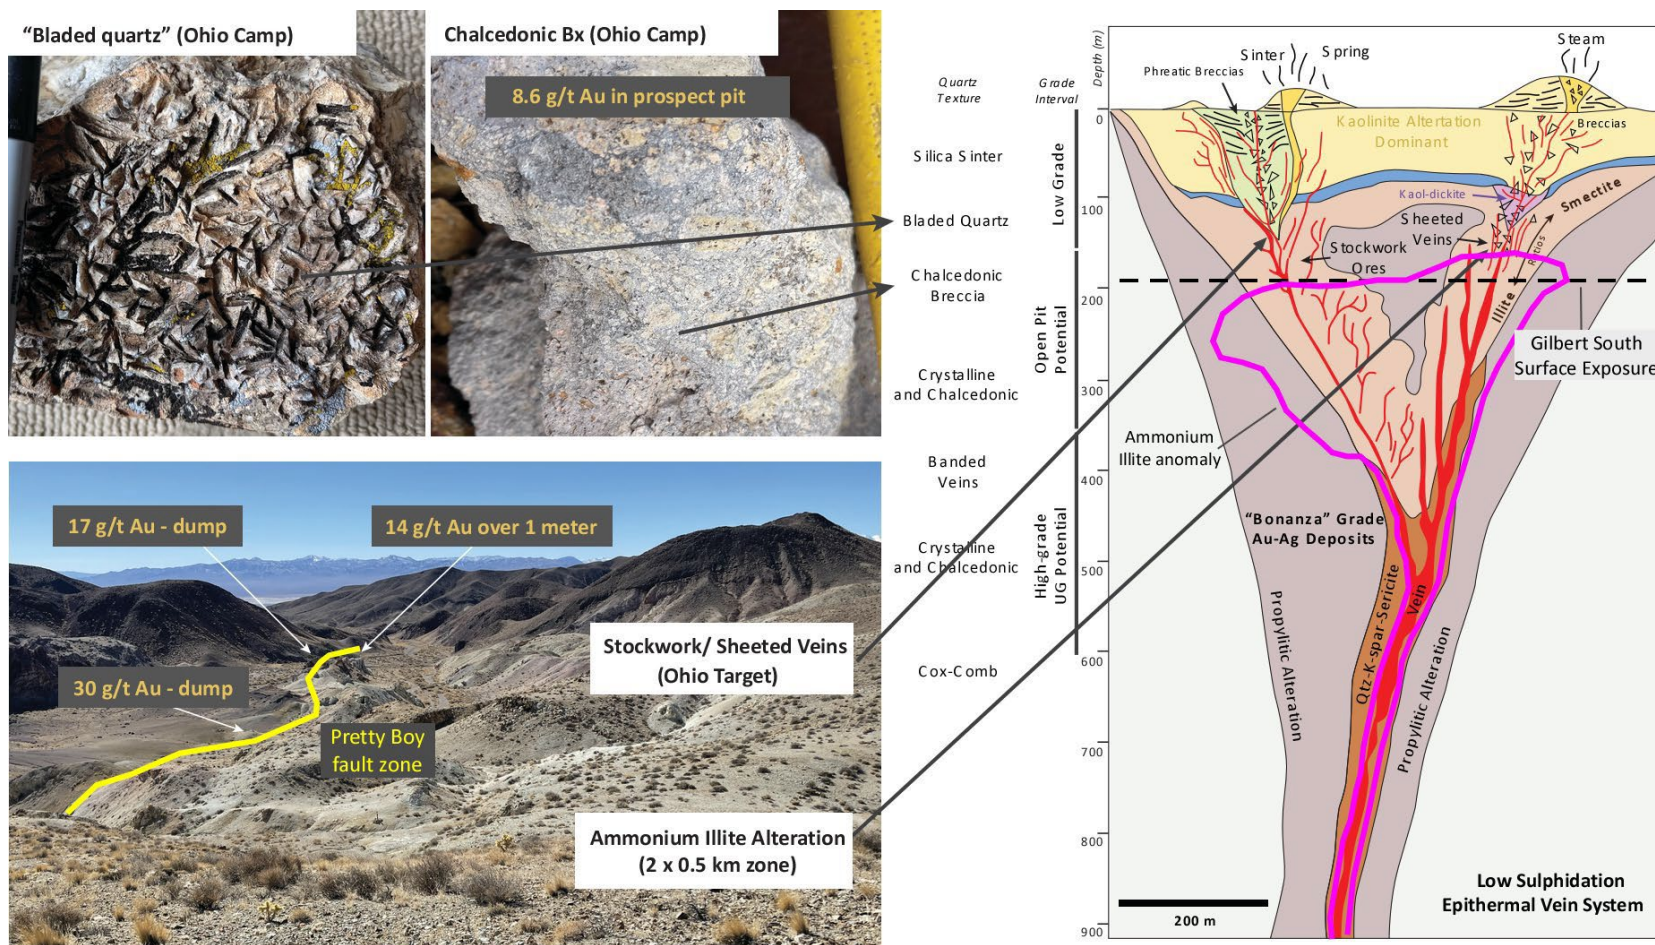 “Bladed quartz” (Ohio Camp)
Chalcedonic Bx (Ohio Camp)
8.6 g/t Au in prospect pit
17 g/t Au - dump
14 g/t Au over 1 meter
30 g/t Au - dump
Pretty Boy
fault zone
Stockwork/ Sheeted Veins
(Ohio Target)
Ammonium Illite Alteration
(2 x 0.5 km zone)
Quartz
Texture
Silica Sinter
Bladed Quartz
Chalcedonic
Breccia
Crystalline
and Chalcedonic
Banded
Veins
Crystalline
and Chalcedonic
Cox-Comb
Grade
Interval
Low Grade
Open Pit
Potential
High-grade
UG Potential
Depth (m)
0
100
200
300
400
500
600
700
800
900
Phreatic Breccias
Sinter
Spring
Steam
Breccias
Kaolinite Altertation
Dominant
Kaol-dickite
Smectite
Sheeted
Veins
Stockwork
Ores
Ratios
Illite
Gilbert South
Surface Exposure
Ammonium
Illite anomaly
“Bonanza” Grade
Au-Ag Deposits
Propylitic Alteration
Qtz-K-spar-Sericite
Vein
Propylitic Alteration
200 m
Low Sulphidation
Epithermal Vein System